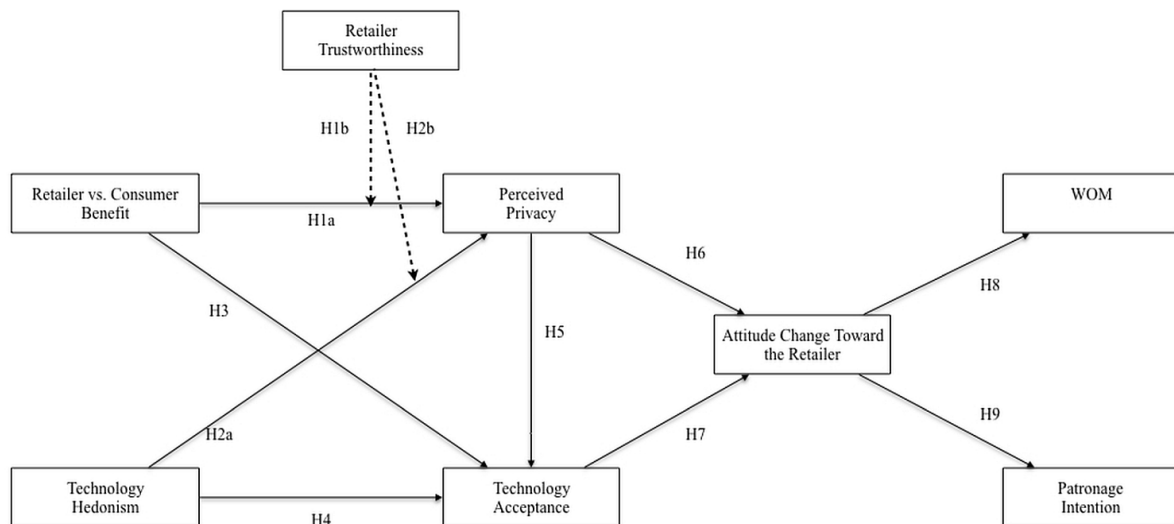 Retailer
Trustworthiness
H1b
H2b
Retailer vs. Consumer
Benefit
H1a
Perceived
Privacy
WOM
H6
H8
H3
H5
Attitude Change Toward
the Retailer
H2a
H7
H9
Technology
Hedonism
H4
Technology
Acceptance
Patronage
Intention